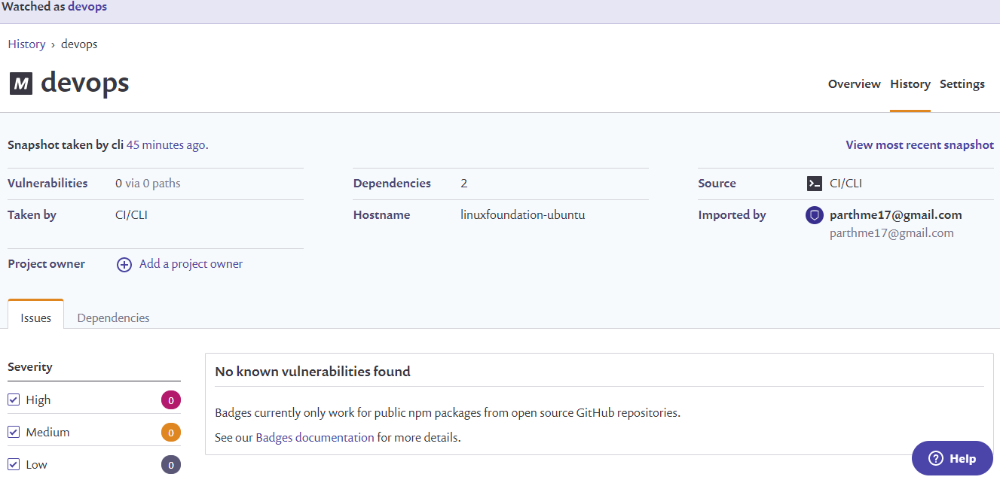 Watched as devops
History › devops
M devops
Overview History Settings
Snapshot taken by cli 45 minutes ago.
View most recent snapshot
Vulnerabilities 0 via 0 paths
Dependencies 2
Source CI/CLI
Taken by CI/CLI
Hostname linuxfoundation-ubuntu
Imported by parthme17@gmail.com
parthme17@gmail.com
Project owner Add a project owner
Issues Dependencies
Severity
High 0
Medium 0
Low 0
No known vulnerabilities found
Badges currently only work for public npm packages from open source GitHub repositories.
See our Badges documentation for more details.
? Help